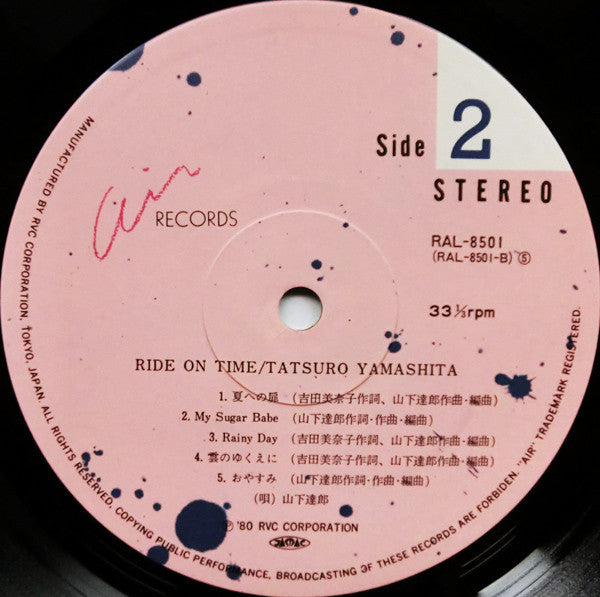 Side 2
STEREO
Air RECORDS
RAL-8501
(RAL-8501-B) Ⓢ
33⅓rpm
RIDE ON TIME/TATSURO YAMASHITA
1. 夏への扉 (吉田美奈子作詞、山下達郎作曲·編曲)
2. My Sugar Babe (山下達郎作詞·作曲·編曲)
3. Rainy Day (吉田美奈子作詞、山下達郎作曲·編曲)
4. 雲のゆくえに (吉田美奈子作詞、山下達郎作曲·編曲)
5. おやすみ (山下達郎作詞·作曲·編曲)
(唄) 山下達郎
Ⓟ '80 RVC CORPORATION
JASRAC
MANUFACTURED BY RVC CORPORATION, TOKYO, JAPAN. ALL RIGHTS RESERVED. COPYING PUBLIC PERFORMANCE, BROADCASTING OF THESE RECORDS ARE FORBIDDEN. "AIR" TRADEMARK REGISTERED.